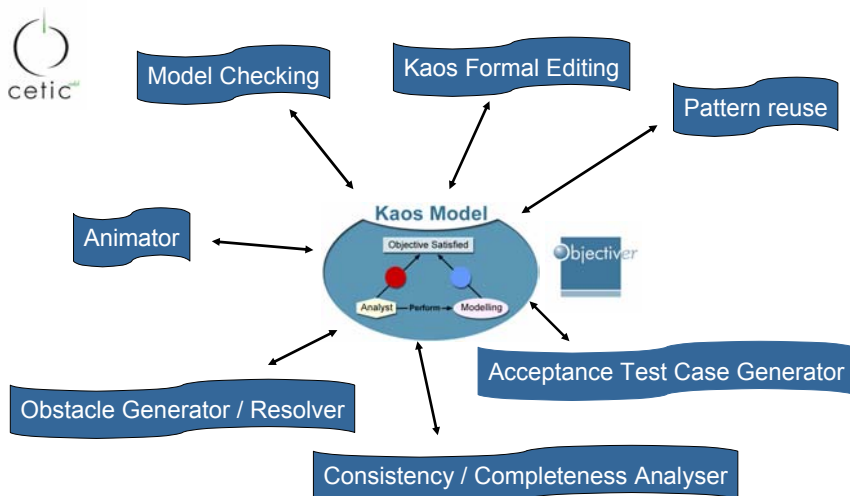 cetic
Model Checking
Kaos Formal Editing
Pattern reuse
Animator
Kaos Model
Objective Satisfied
Analyst
Perform
Modelling
Objectiver
Acceptance Test Case Generator
Obstacle Generator / Resolver
Consistency / Completeness Analyser